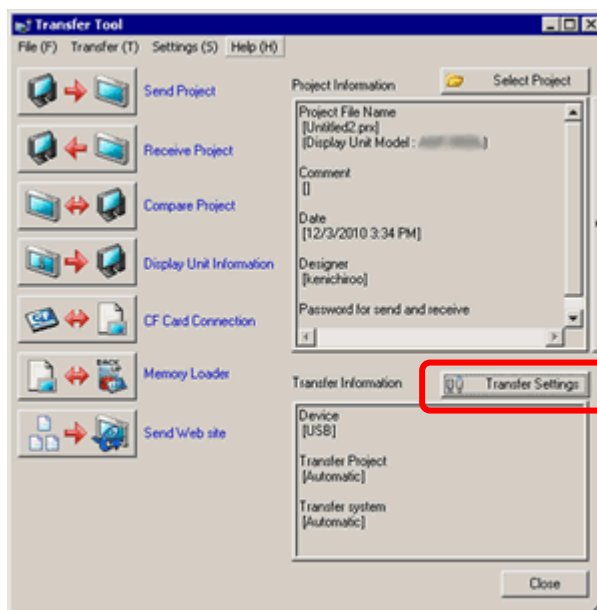 Transfer Tool
File (F) Transfer (T) Settings (S) Help (H)
Send Project
Receive Project
Compare Project
Display Unit Information
CF Card Connection
BACK
Memory Loader
Send Web site
Project Information
Select Project
Project File Name
[Untitled2.prx]
(Display Unit Model : )
Comment
[]
Date
[12/3/2010 3:34 PM]
Designer
[kenichiroo]
Password for send and receive
Transfer Information
Transfer Settings
Device
[USB]
Transfer Project
[Automatic]
Transfer system
[Automatic]
Close